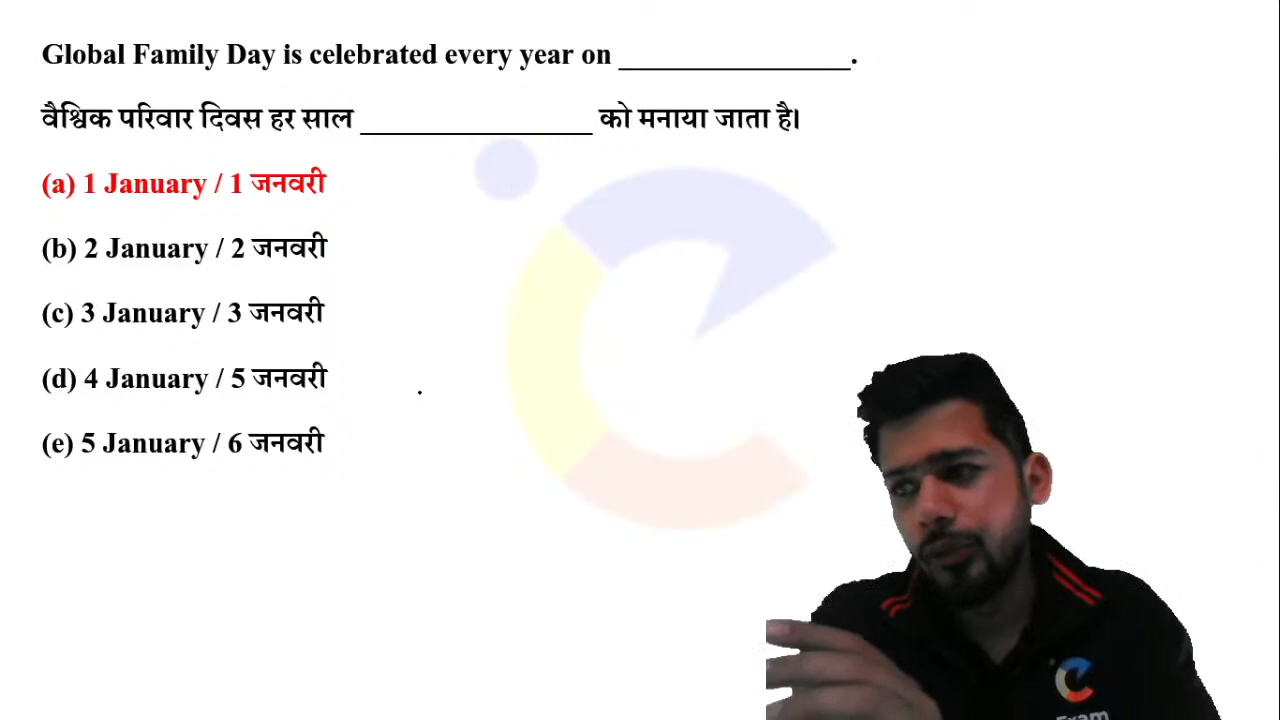 Global Family Day is celebrated every year on _______________.
वैश्विक परिवार दिवस हर साल _______________ को मनाया जाता है।
(a) 1 January / 1 जनवरी
(b) 2 January / 2 जनवरी
(c) 3 January / 3 जनवरी
(d) 4 January / 5 जनवरी
(e) 5 January / 6 जनवरी
Exam